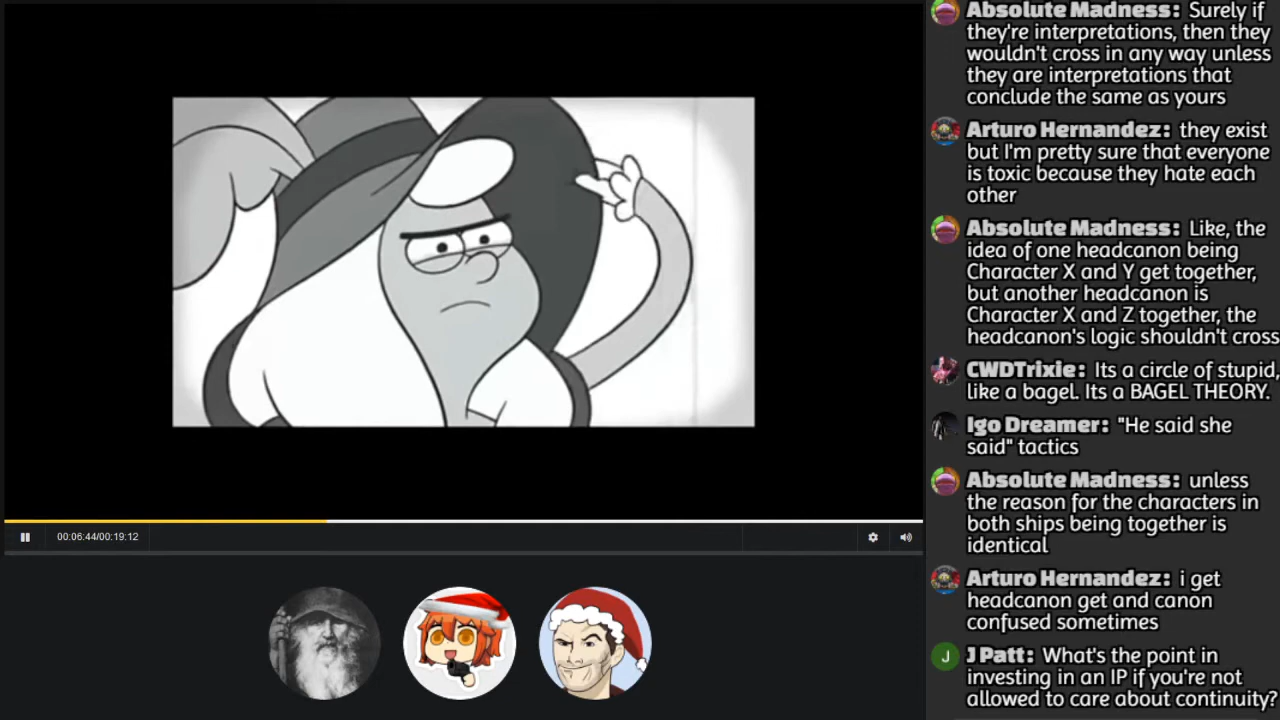 00:06:44/00:19:12
Absolute Madness: Surely if
they're interpretations, then they
wouldn't cross in any way unless
they are interpretations that
conclude the same as yours
Arturo Hernandez: they exist
but I'm pretty sure that everyone
is toxic because they hate each
other
Absolute Madness: Like, the
idea of one headcanon being
Character X and Y get together,
but another headcanon is
Character X and Z together, the
headcanon's logic shouldn't cross
CWDTrixie: Its a circle of stupid,
like a bagel. Its a BAGEL THEORY.
Igo Dreamer: "He said she
said" tactics
Absolute Madness: unless
the reason for the characters in
both ships being together is
identical
Arturo Hernandez: i get
headcanon get and canon
confused sometimes
J
J Patt: What's the point in
investing in an IP if you're not
allowed to care about continuity?